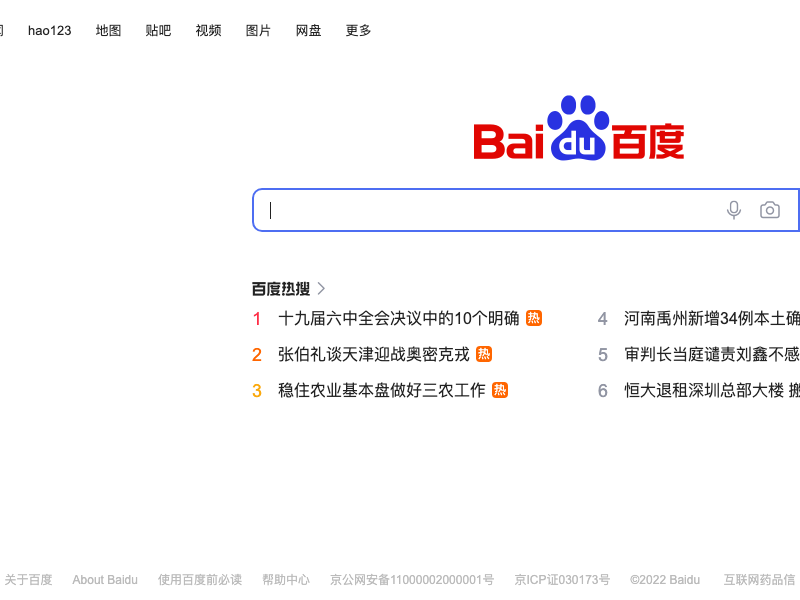 hao123 地图 贴吧 视频 图片 网盘 更多
Bai du 百度
百度热搜
1 十九届六中全会决议中的10个明确 热
4 河南禹州新增34例本土确
2 张伯礼谈天津迎战奥密克戎 热
5 审判长当庭谴责刘鑫不感
3 稳住农业基本盘做好三农工作 热
6 恒大退租深圳总部大楼
关于百度 About Baidu 使用百度前必读 帮助中心 京公网安备11000002000001号 京ICP证030173号 ©2022 Baidu 互联网药品信